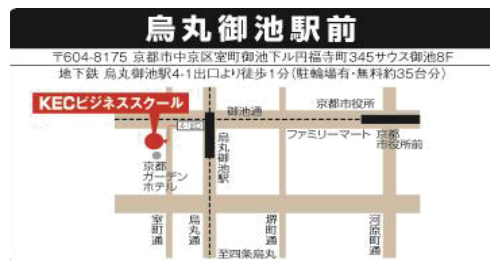 烏丸御池駅前
〒604-8175 京都市中京区室町御池下ル円福寺町345サウス御池8F
地下鉄 烏丸御池駅4-1出口より徒歩1分(駐輪場有・無料約35台分)
KECビジネススクール
御池通
京都市役所
ファミリーマート
京都
市役所前
烏丸御池駅
京都
ガーデン
ホテル
室町通
烏丸通
堺町通
河原町通
至四条烏丸